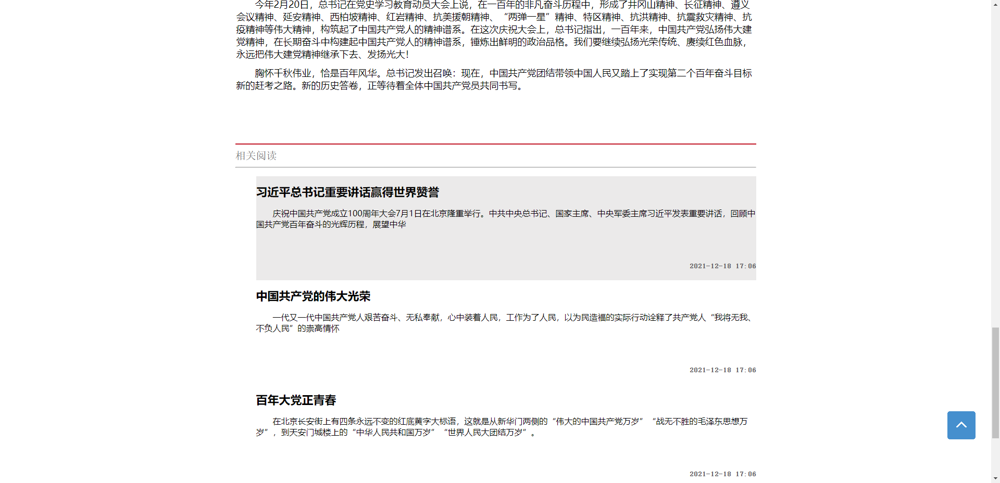 今年2月20日，总书记在党史学习教育动员大会上说，在一百年的非凡奋斗历程中，形成了井冈山精神、长征精神、遵义
会议精神、延安精神、西柏坡精神、红岩精神、抗美援朝精神、“两弹一星”精神、特区精神、抗洪精神、抗震救灾精神、抗
疫精神等伟大精神，构筑起了中国共产党人的精神谱系。在这次庆祝大会上，总书记指出，一百年来，中国共产党弘扬伟大建
党精神，在长期奋斗中构建起中国共产党人的精神谱系，锤炼出鲜明的政治品格。我们要继续弘扬光荣传统、赓续红色血脉，
永远把伟大建党精神继承下去、发扬光大！
胸怀千秋伟业，恰是百年风华。总书记发出召唤：现在，中国共产党团结带领中国人民又踏上了实现第二个百年奋斗目标
新的赶考之路。新的历史答卷，正等待着全体中国共产党员共同书写。
相关阅读
习近平总书记重要讲话赢得世界赞誉
庆祝中国共产党成立100周年大会7月1日在北京隆重举行。中共中央总书记、国家主席、中央军委主席习近平发表重要讲话，回顾中
国共产党百年奋斗的光辉历程，展望中华
2021-12-18 17:06
中国共产党的伟大光荣
一代又一代中国共产党人艰苦奋斗、无私奉献，心中装着人民，工作为了人民，以为民造福的实际行动诠释了共产党人“我将无我、
不负人民”的崇高情怀
2021-12-18 17:06
百年大党正青春
在北京长安街上有四条永远不变的红底黄字大标语，这就是从新华门两侧的“伟大的中国共产党万岁”“战无不胜的毛泽东思想万
岁”，到天安门城楼上的“中华人民共和国万岁”“世界人民大团结万岁”。
2021-12-18 17:06